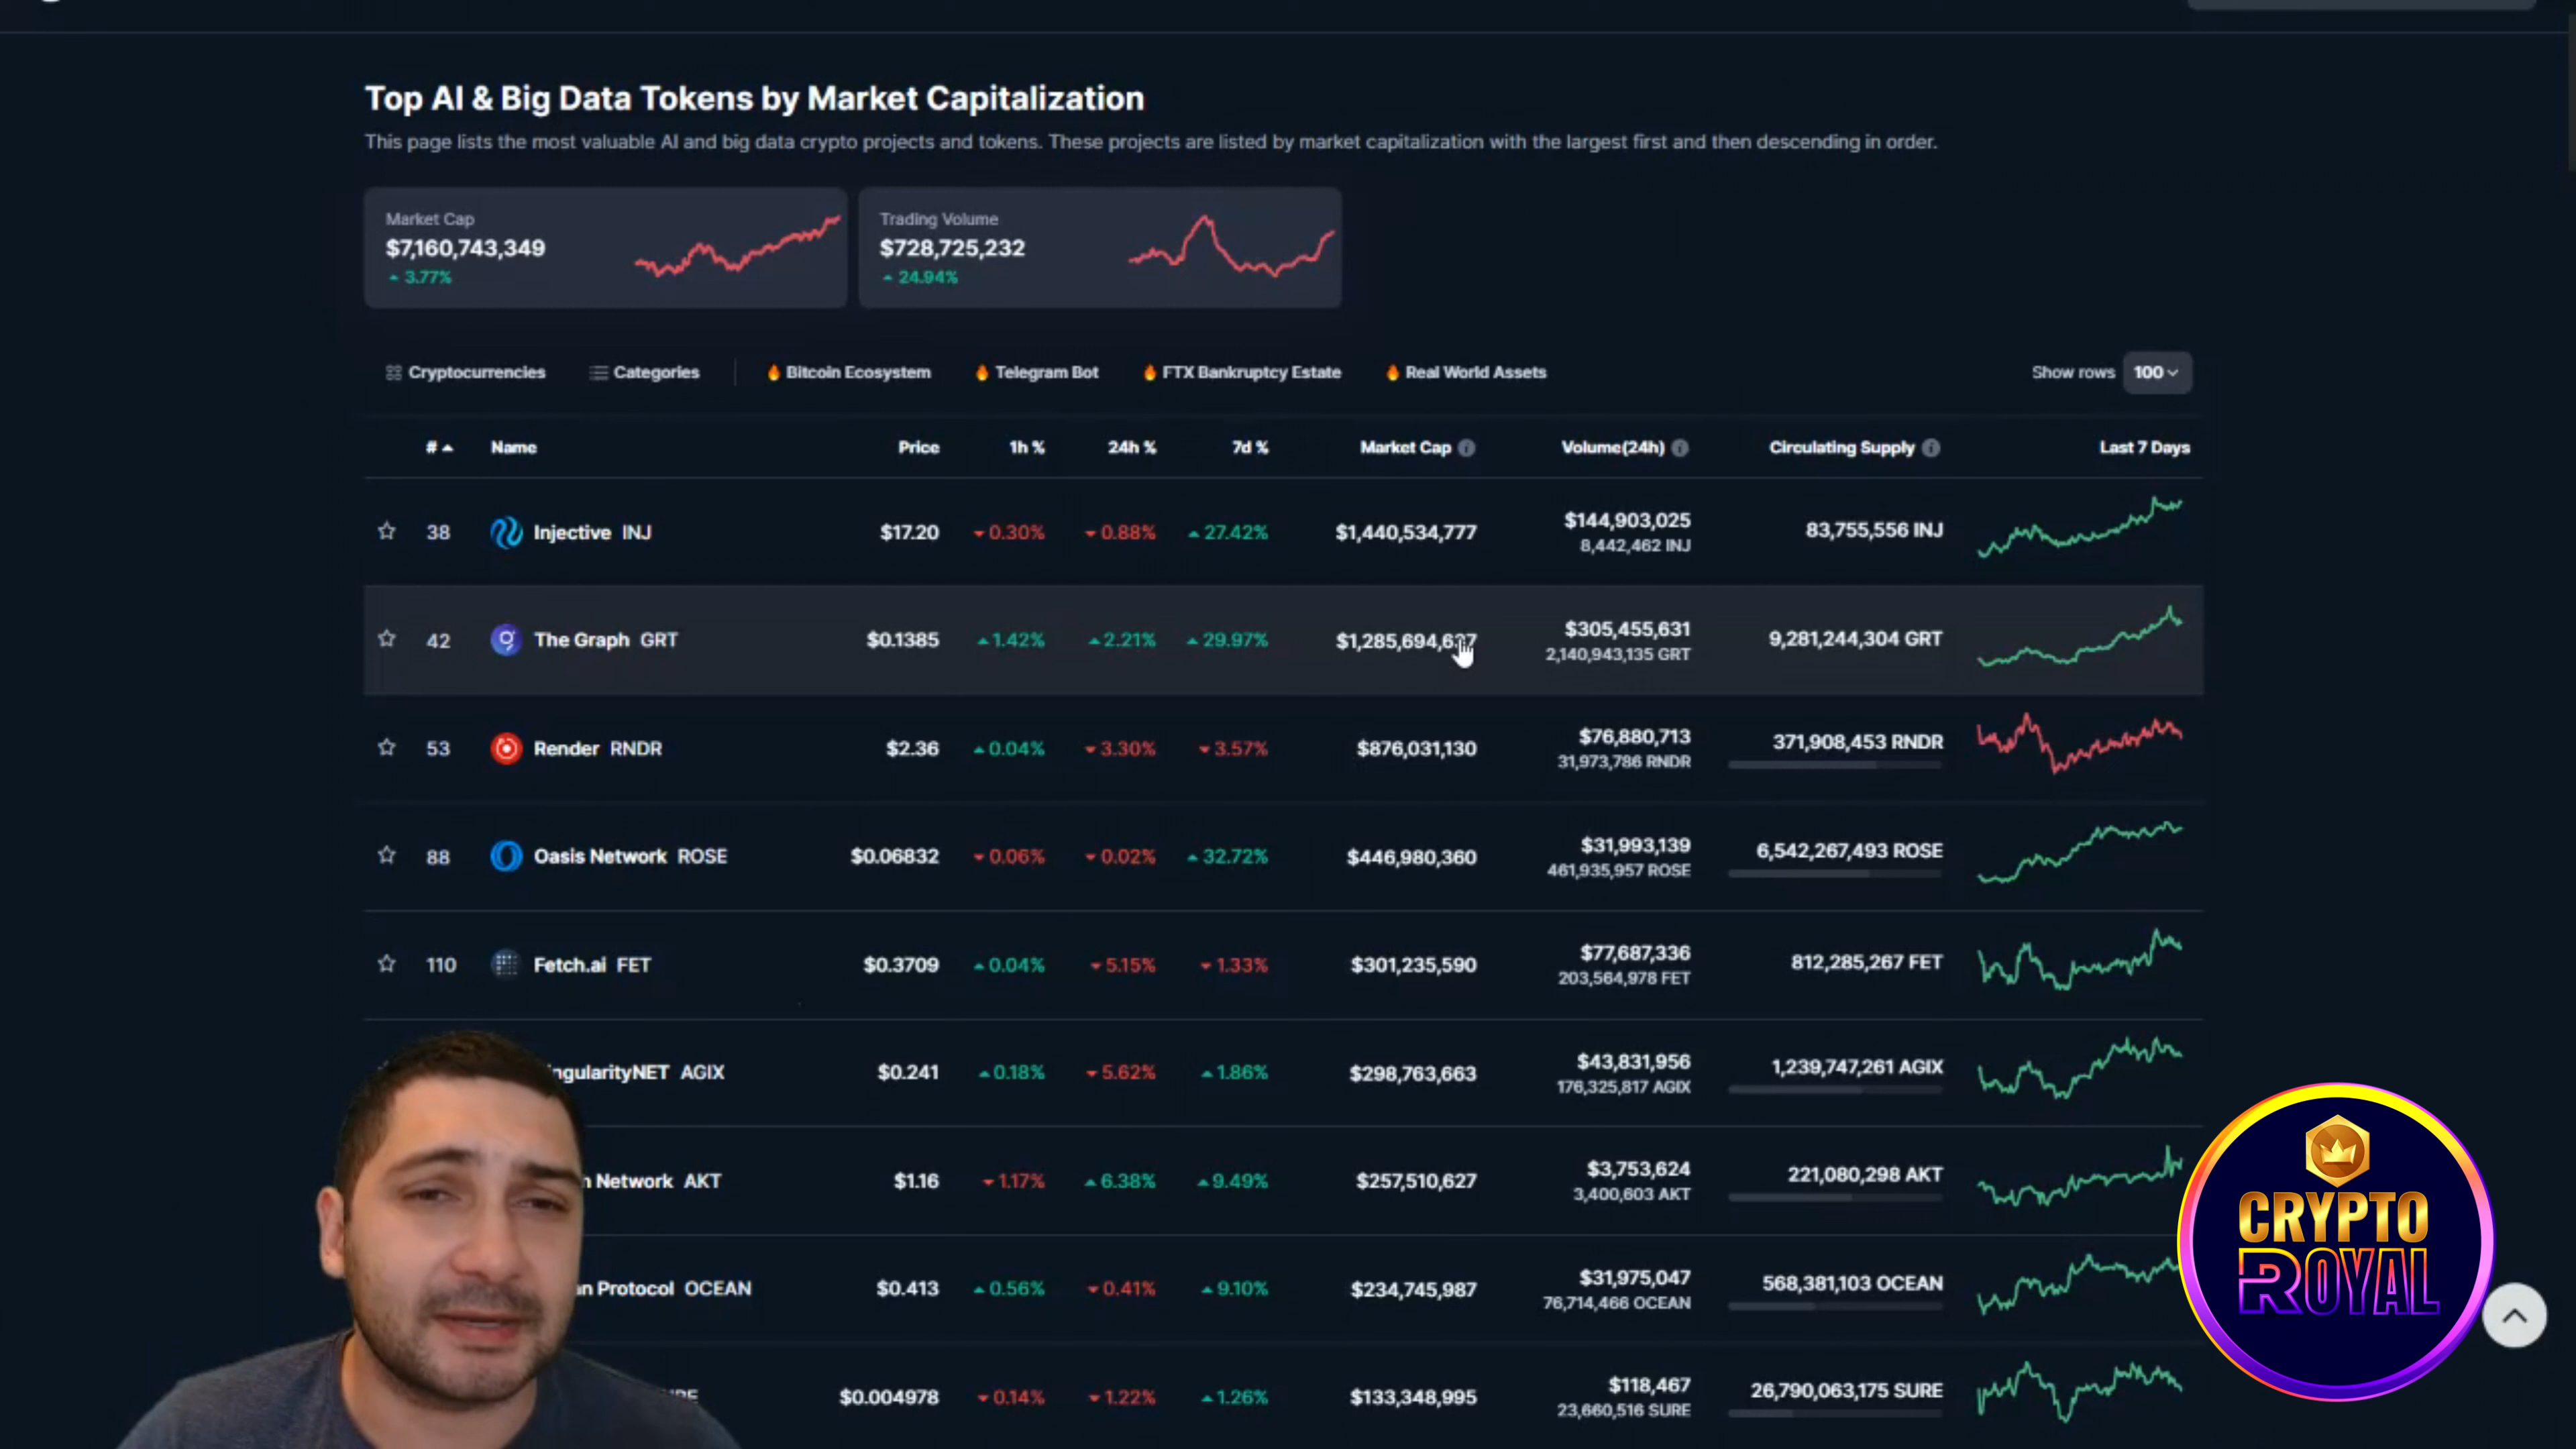 Top AI & Big Data Tokens by Market Capitalization
This page lists the most valuable AI and big data crypto projects and tokens. These projects are listed by market capitalization with the largest first and then descending in order.
Market Cap
$7,160,743,349
3.77%
Trading Volume
$728,725,232
24.94%
Cryptocurrencies Categories Bitcoin Ecosystem Telegram Bot FTX Bankruptcy Estate Real World Assets Show rows 100
# Name Price 1h % 24h % 7d % Market Cap Volume(24h) Circulating Supply Last 7 Days
38 Injective INJ $17.20 0.30% 0.88% 27.42% $1,440,534,777 $144,903,025 83,755,556 INJ
8,442,462 INJ
42 The Graph GRT $0.1385 1.42% 2.21% 29.97% $305,455,631 9,281,244,304 GRT
2,140,943,135 GRT
53 Render RNDR $2.36 0.04% 3.30% 3.57% $876,031,130 $76,880,713 371,908,453 RNDR
31,973,786 RNDR
88 Oasis Network ROSE $0.06832 0.06% 0.02% 32.72% $446,980,360 $31,993,139 6,542,267,493 ROSE
461,935,957 ROSE
110 Fetch.ai FET $0.3709 0.04% 5.15% 1.33% $301,235,590 $77,687,336 812,285,267 FET
203,564,978 FET
ngularityNET AGIX $0.241 0.18% 5.62% 1.86% $298,763,663 $43,831,956 1,239,747,261 AGIX
176,325,817 AGIX
Network AKT $1.16 1.17% 6.38% 9.49% $257,510,627 $3,753,624 221,080,298 AKT
3,400,603 AKT
n Protocol OCEAN $0.413 0.56% 0.41% 9.10% $234,745,987 $31,975,047 568,381,103 OCEAN
76,714,466 OCEAN
$0.004978 0.14% 1.22% 1.26% $133,348,995 $118,467 26,790,063,175 SURE
23,660,516 SURE
CRYPTO
ROYAL